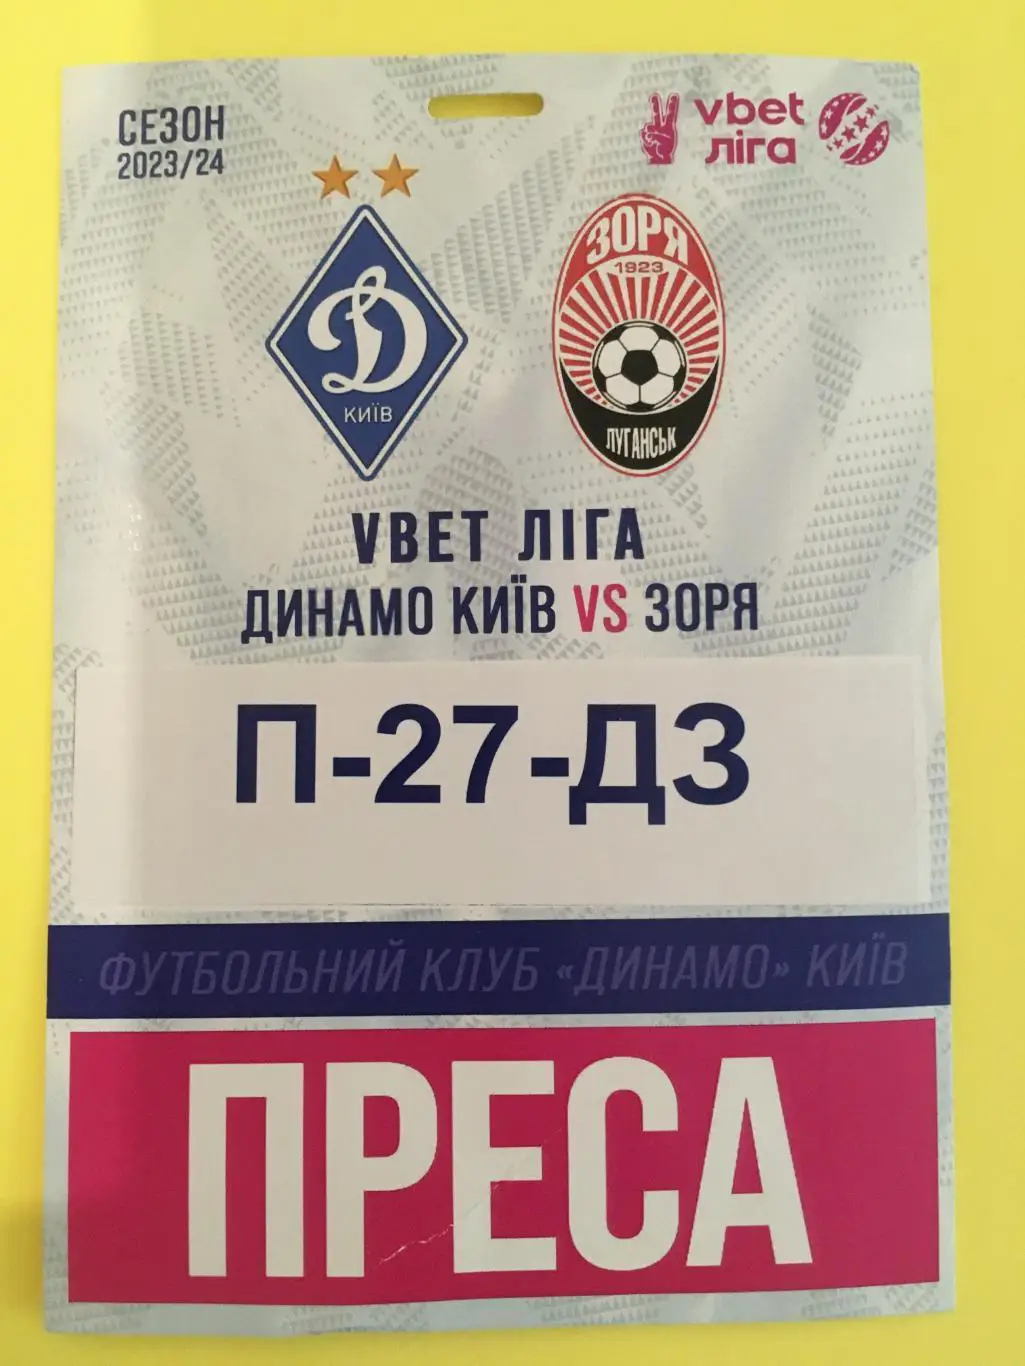 СЕЗОН
2023/24
vbet
ліга
КИЇВ
ЗОРЯ
1923
ЛУГАНСЬК
VBET ЛІГА
ДИНАМО КИЇВ VS ЗОРЯ
П-27-ДЗ
ФУТБОЛЬНИЙ КЛУБ «ДИНАМО» КИЇВ
ПРЕСА